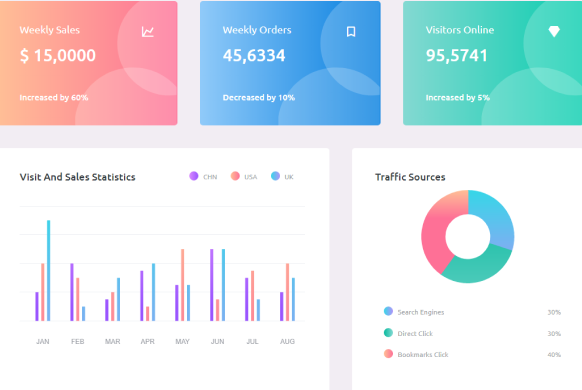 Weekly Sales
$ 15,0000
Increased by 60%
Weekly Orders
45,6334
Decreased by 10%
Visitors Online
95,5741
Increased by 5%
Visit And Sales Statistics
CHN USA UK
JAN FEB MAR APR MAY JUN JUL AUG
Traffic Sources
Search Engines 30%
Direct Click 30%
Bookmarks Click 40%